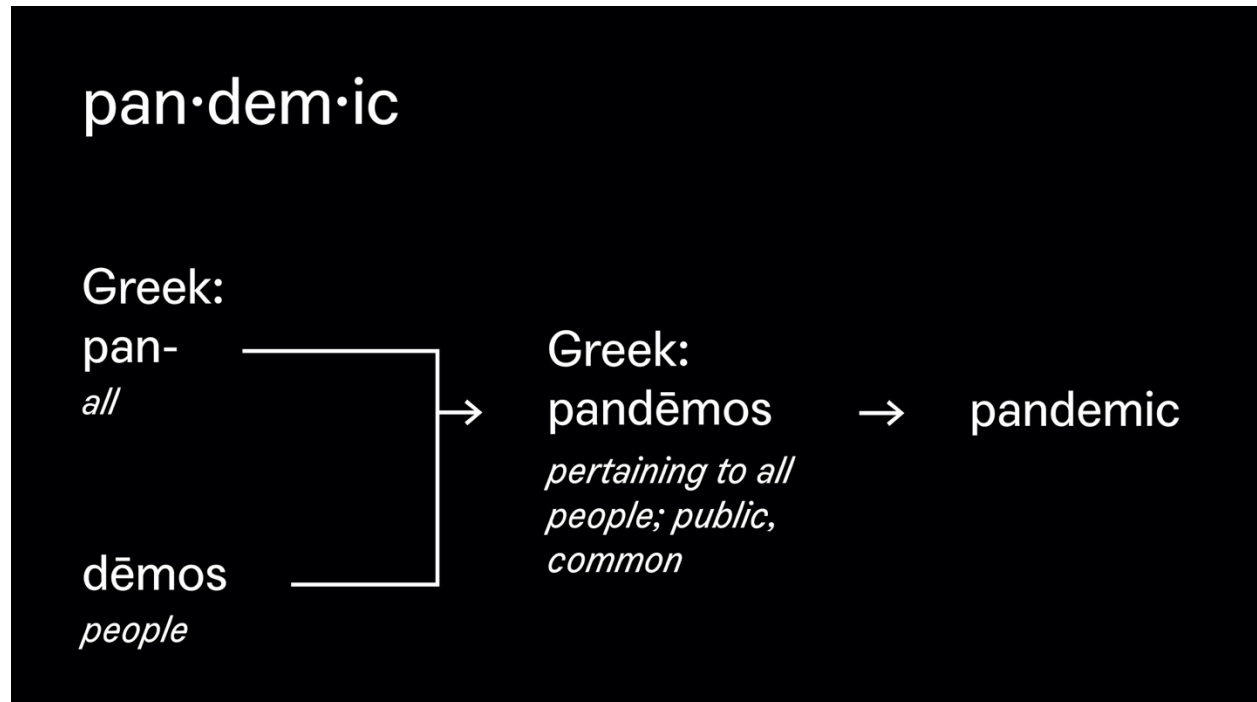 pan·dem·ic
Greek:
pan-
all
dēmos
people
Greek:
pandēmos
pertaining to all
people; public,
common
pandemic